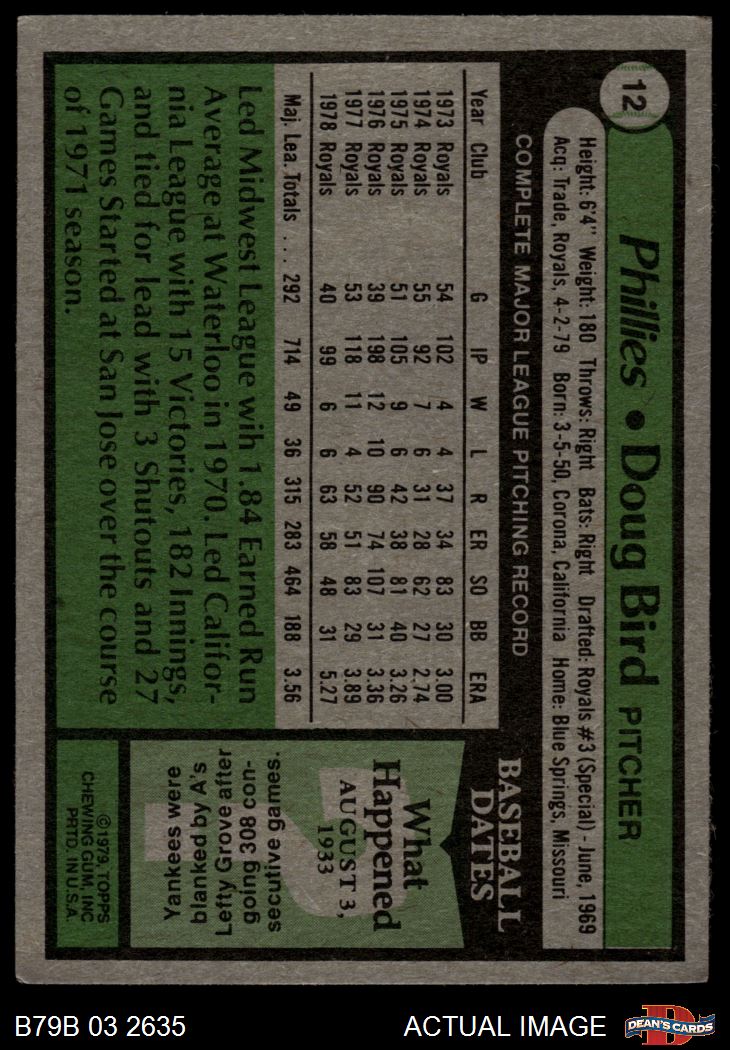 12
Phillies • Doug Bird PITCHER
Height: 6'4" Weight: 180 Throws: Right Bats: Right Drafted: Royals #3 (Special) - June, 1969
Acq: Trade, Royals, 4-2-79 Born: 3-5-50, Corona, California Home: Blue Springs, Missouri
COMPLETE MAJOR LEAGUE PITCHING RECORD
Year Club G IP W L R ER SO BB ERA
1973 Royals 54 102 4 4 37 34 83 30 3.00
1974 Royals 55 92 7 6 31 28 62 27 2.74
1975 Royals 51 105 9 6 42 38 81 40 3.26
1976 Royals 39 198 12 10 90 74 107 31 3.36
1977 Royals 53 118 11 4 52 51 83 29 3.89
1978 Royals 40 99 6 6 63 58 48 31 5.27
Maj. Lea. Totals ... 292 714 49 36 315 283 464 188 3.56
Led Midwest League wih 1.84 Earned Run
Average at Waterloo in 1970. Led Califor-
nia League with 15 Victories, 182 Innings,
and tied for lead with 3 Shutouts and 27
Games Started at San Jose over the course
of 1971 season.
BASEBALL
DATES
What
Happened
AUGUST 3,
1933
Yankees were
blanked by A's
Lefty Grove after
going 308 con-
secutive games.
©1979, TOPPS
CHEWING GUM, INC
PRTD. IN U.S.A.
B79B 03 2635
ACTUAL IMAGE
DEAN'S CARDS